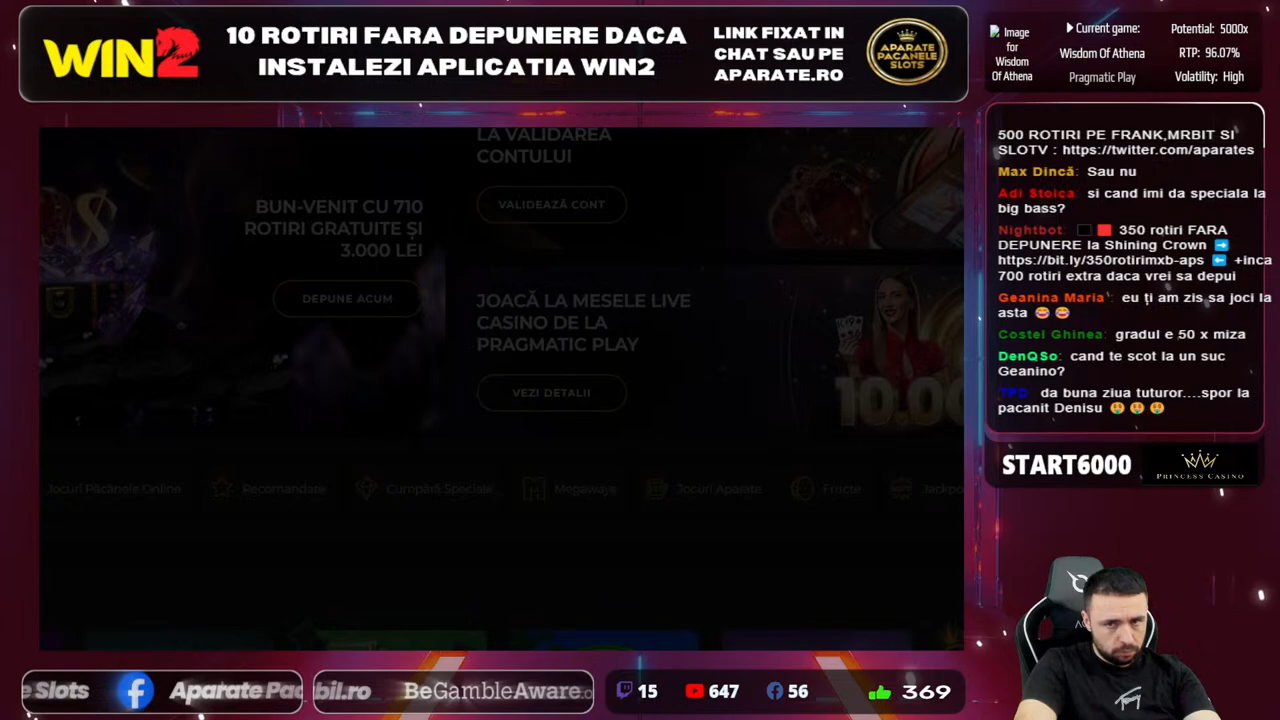 WIN2
10 ROTIRI FARA DEPUNERE DACA
INSTALEZI APLICATIA WIN2
LINK FIXAT IN
CHAT SAU PE
APARATE.RO
APARATE
PACANELE
SLOTS
Image
for
Wisdom
Of Athena
Current game:
Wisdom Of Athena
Pragmatic Play
Potential: 5000x
RTP: 96.07%
Volatility: High
500 ROTIRI PE FRANK,MRBIT SI
SLOTV : https://twitter.com/aparates
Max Dincă: Sau nu
Adi Stoica si cand imi da speciala la
big bass?
Nightbot: 350 rotiri FARA
DEPUNERE la Shining Crown
https://bit.ly/350rotirimxb-aps +inca
700 rotiri extra daca vrei sa depui
Geanina Maria: eu ți am zis sa joci la
asta
Costel Ghinea: gradul e 50 x miza
DenQSo: cand te scot la un suc
Geanino?
TPD: da buna ziua tuturor....spor la
pacanit Denisu
START6000
PRINCESS CASINO
LA VALIDAREA
CONTULUI
VALIDEAZĂ CONT
BUN-VENIT CU 710
ROTIRI GRATUITE ȘI
3.000 LEI
DEPUNE ACUM
JOACĂ LA MESELE LIVE
CASINO DE LA
PRAGMATIC PLAY
VEZI DETALII
10.00
Jocuri Păcănele Online
Recomandate
Cumpără Speciale
Megaways
Jocuri Aparate
Fructe
Jackpo
e Slots
Aparate Pac
bil.ro
BeGambleAware.o
15
647
56
369